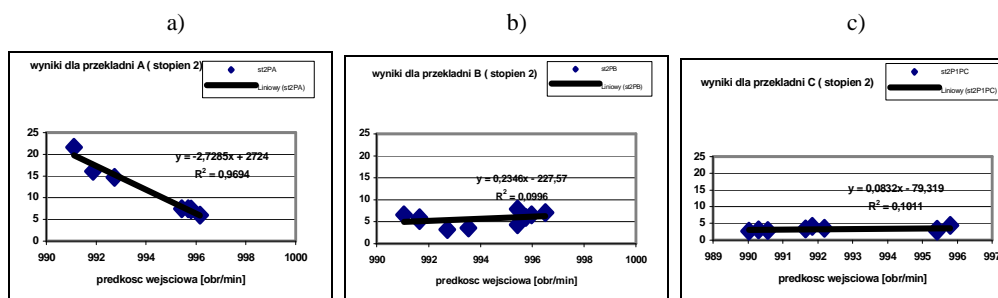 a)
b)
c)
wyniki dla przekladni A ( stopien 2)
st2PA
Liniowy (st2PA)
25
20
15
10
5
0
y = -2,7285x + 2724
R2 = 0,9694
990 992 994 996 998 1000
predkosc wejsciowa [obr/min]
wyniki dla przekladni B ( stopien 2)
st2PB
Liniowy (st2PB)
25
20
15
10
5
0
y = 0,2346x - 227,57
R2 = 0,0996
990 992 994 996 998 1000
predkosc wejsciowa [obr/min]
wyniki dla przekladni C ( stopien 2)
st2P1PC
Liniowy (st2P1PC)
25
20
15
10
5
0
y = 0,0832x - 79,319
R2 = 0,1011
989 990 991 992 993 994 995 996 997
predkosc wejsciowa [obr/min]